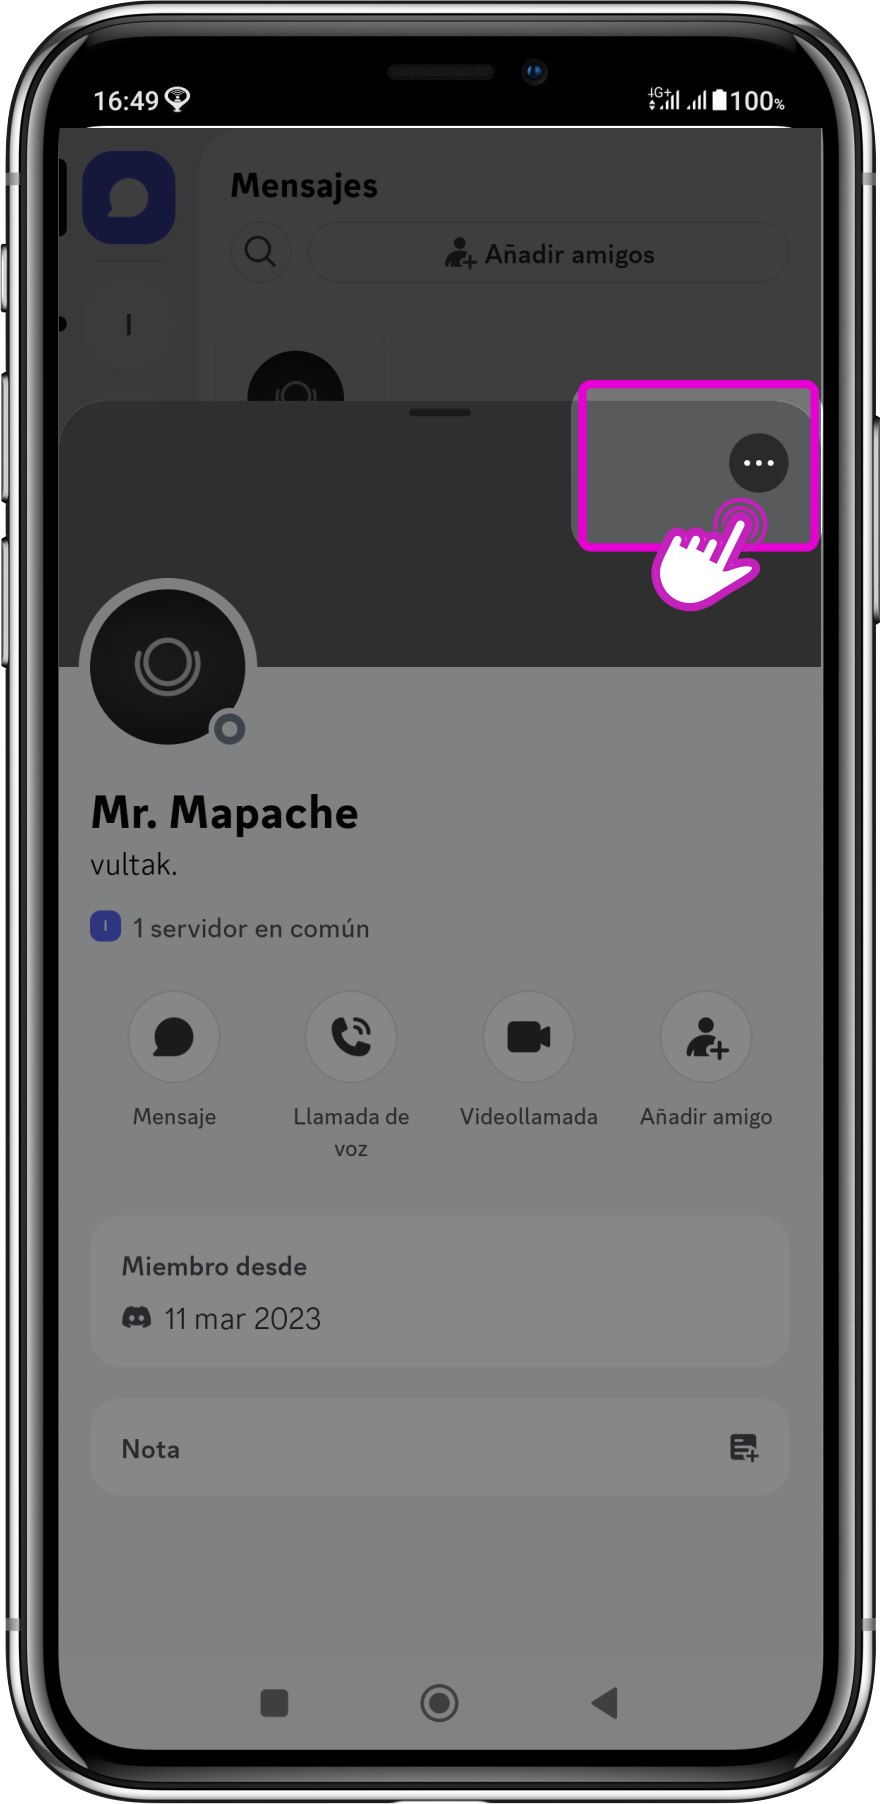 16:49
4G+
100%
Mensajes
Añadir amigos
I
Mr. Mapache
vultak.
I
1 servidor en común
Mensaje
Llamada de
voz
Videollamada
Añadir amigo
Miembro desde
11 mar 2023
Nota